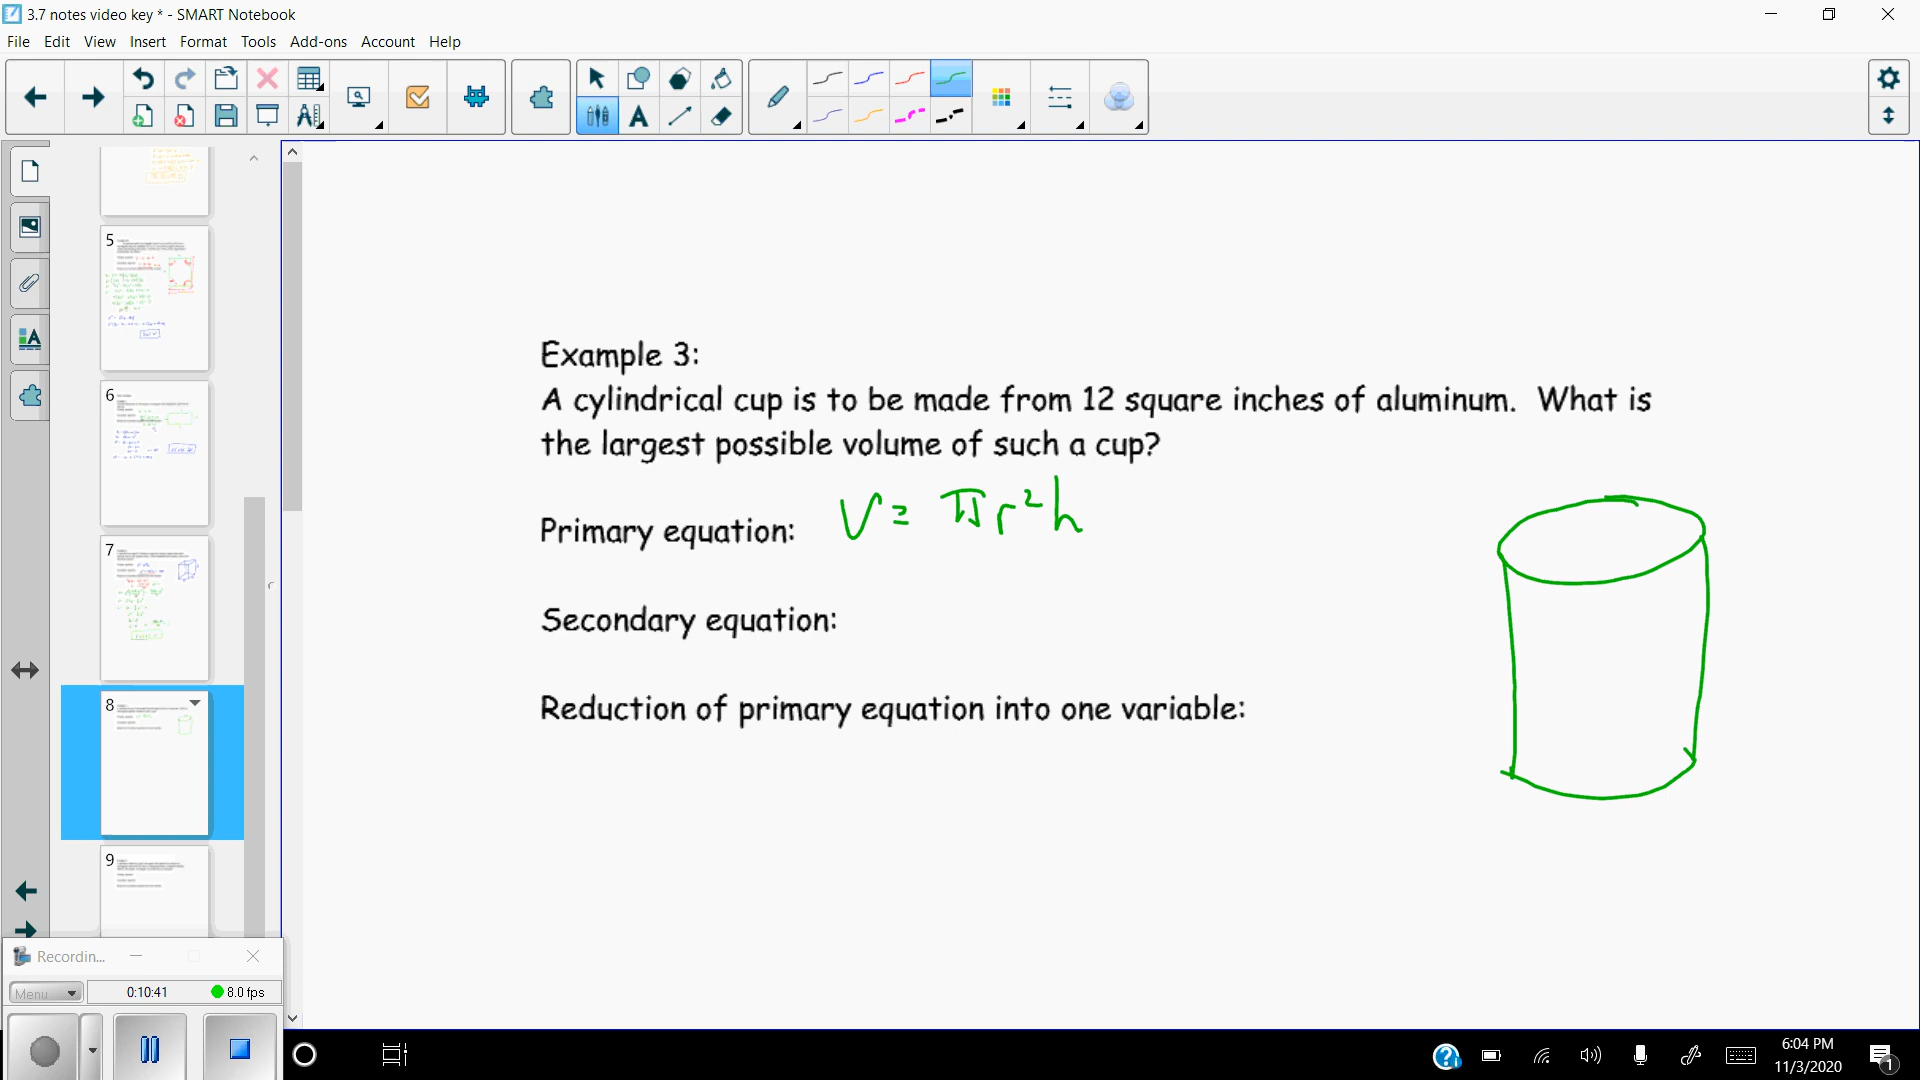 3.7 notes video key * - SMART Notebook
File Edit View Insert Format Tools Add-ons Account Help
5
6
7
8
9
Example 3:
A cylindrical cup is to be made from 12 square inches of aluminum. What is
the largest possible volume of such a cup?
Primary equation: V = πr²h
Secondary equation:
Reduction of primary equation into one variable:
Recordin...
Menu 0:10:41 8.0 fps
6:04 PM
11/3/2020
1